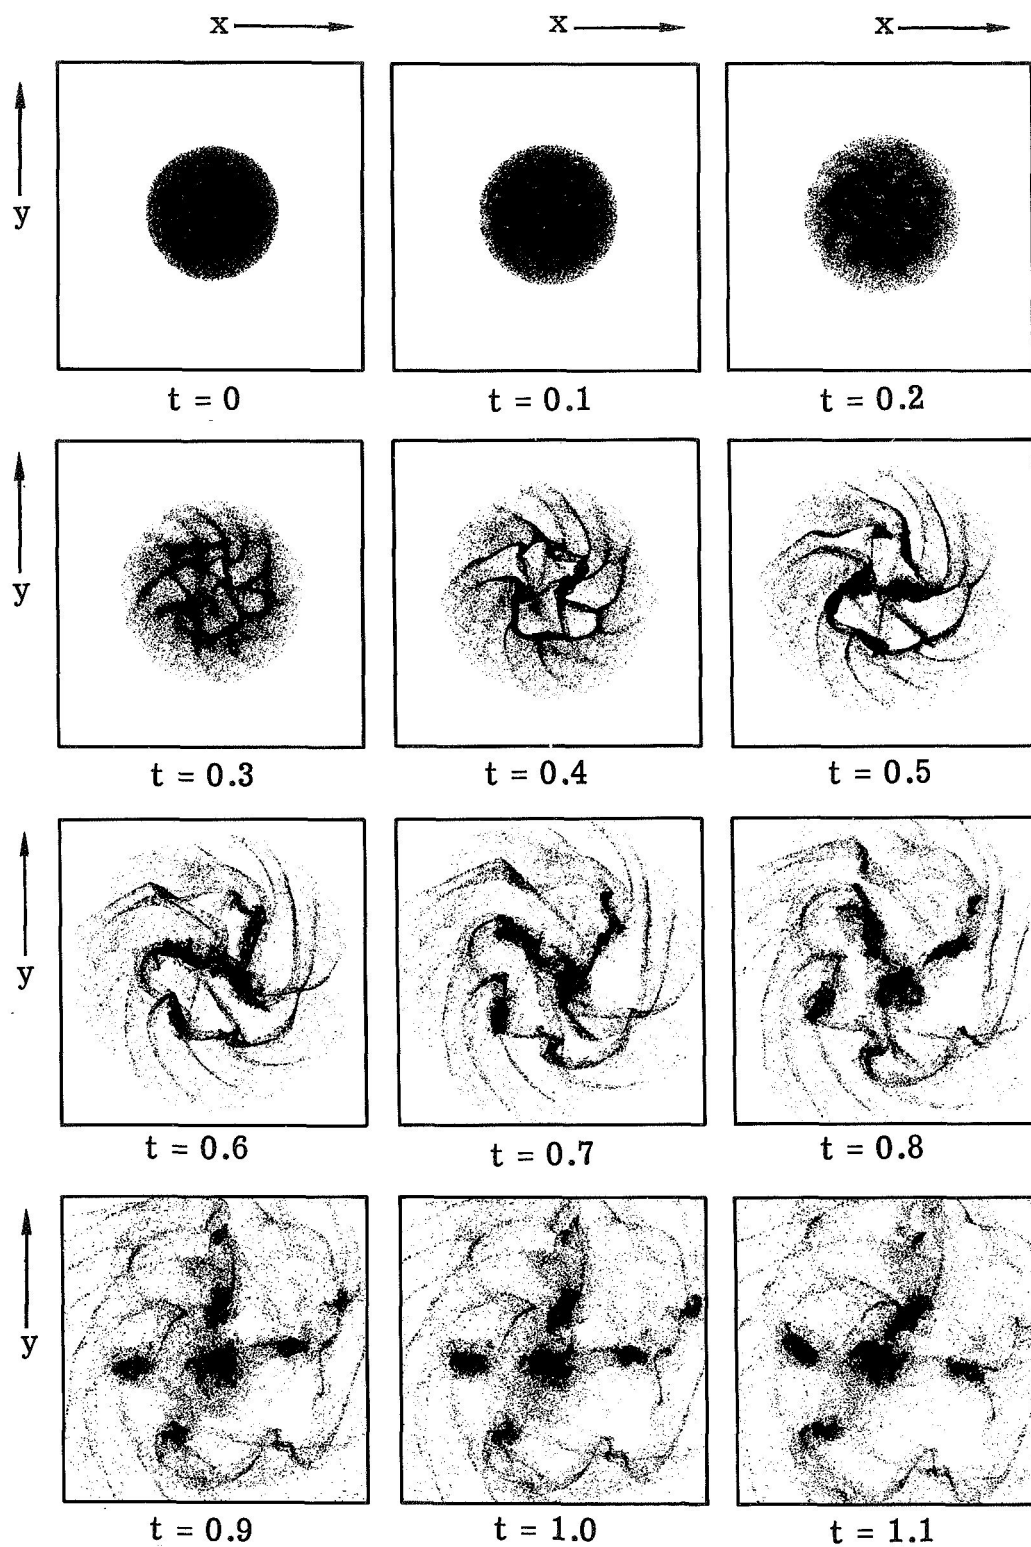 x x x
y
t = 0 t = 0.1 t = 0.2
y
t = 0.3 t = 0.4 t = 0.5
y
t = 0.6 t = 0.7 t = 0.8
y
t = 0.9 t = 1.0 t = 1.1